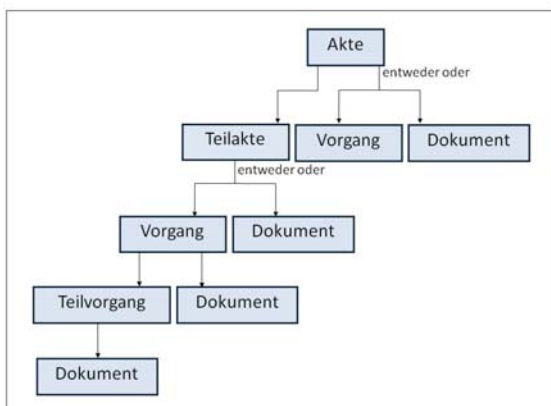 Akte
entweder oder
Teilakte
Vorgang
Dokument
entweder oder
Vorgang
Dokument
Teilvorgang
Dokument
Dokument